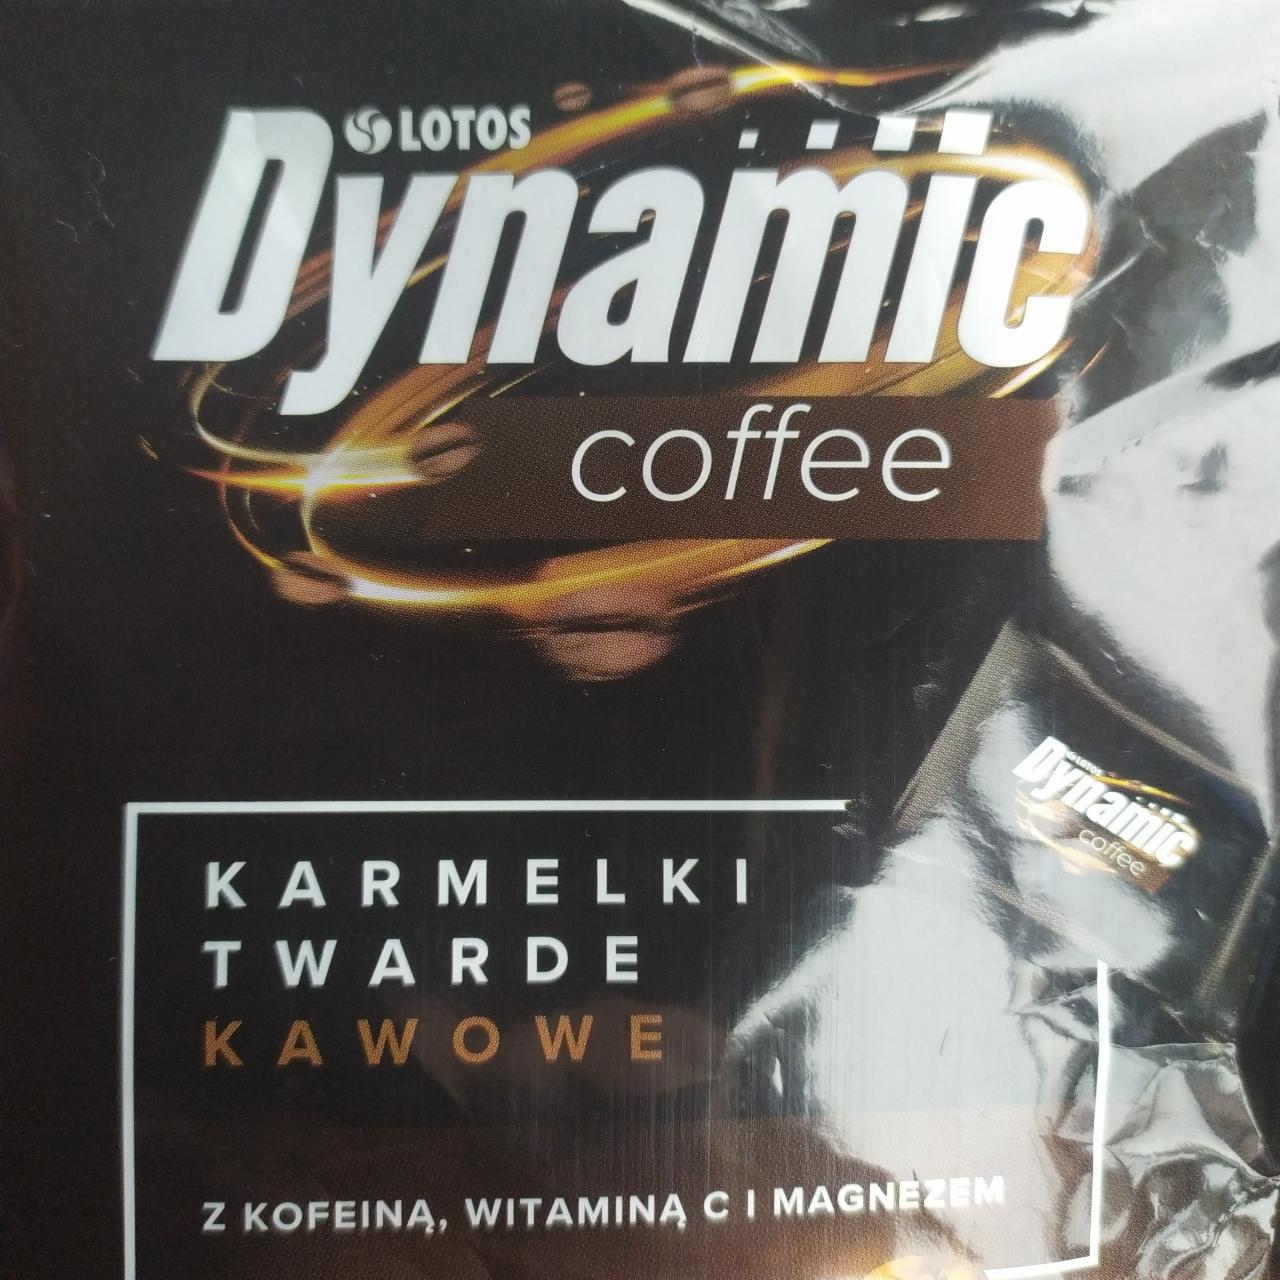 LOTOS
Dynamic
coffee
LOTOS
Dynamic
coffee
KARMELKI
TWARDE
KAWOWE
Z KOFEINĄ, WITAMINĄ C I MAGNEZEM